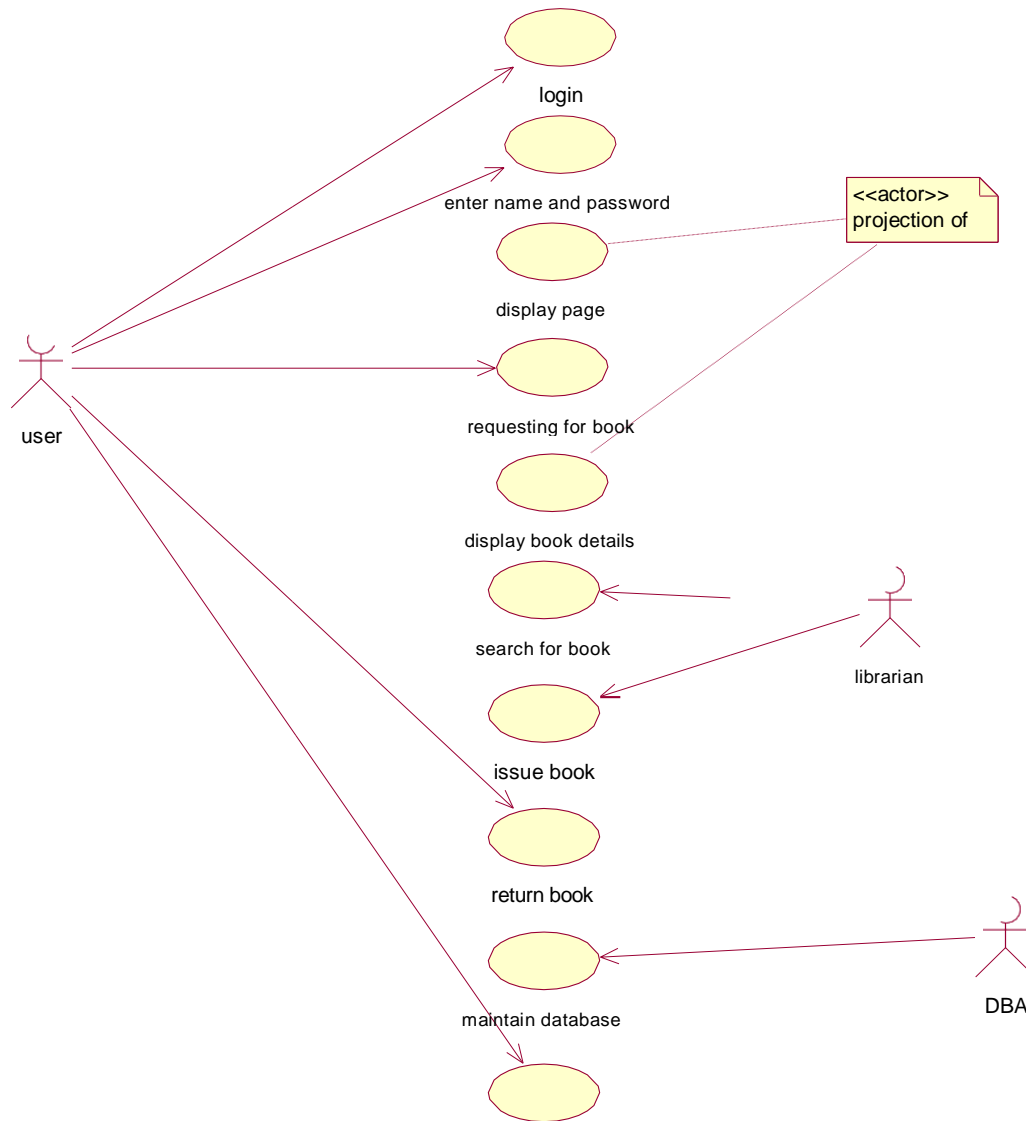 login
enter name and password
<<actor>>
projection of
display page
requesting for book
user
display book details
search for book
librarian
issue book
return book
DBA
maintain database